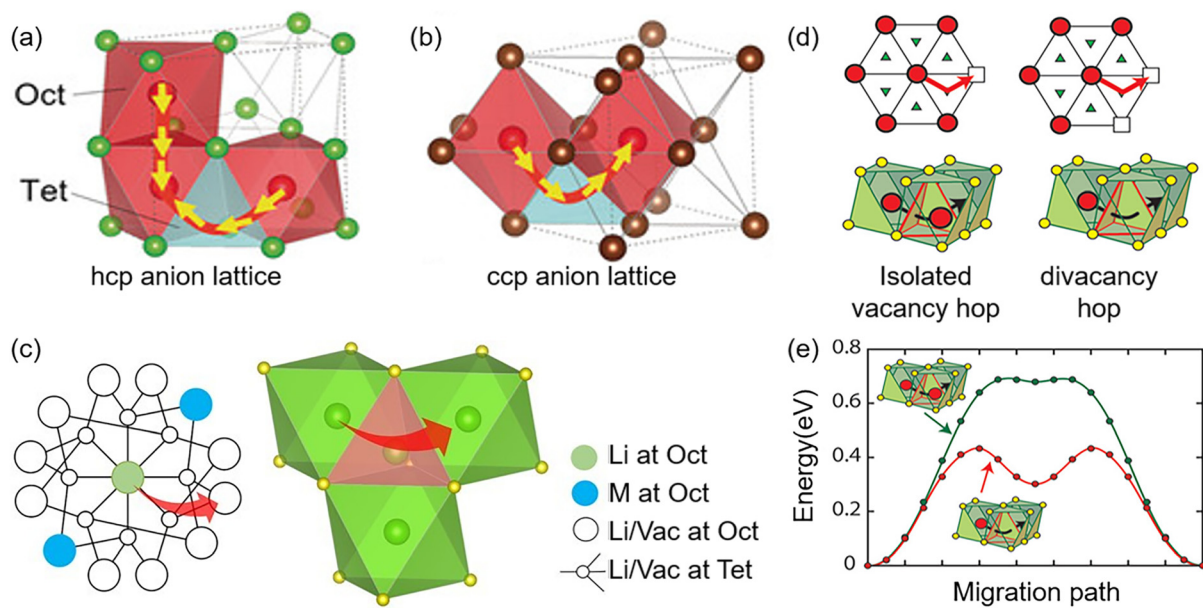 (a)
Oct
Tet
hcp anion lattice
(b)
ccp anion lattice
(c)
Li at Oct
M at Oct
Li/Vac at Oct
Li/Vac at Tet
(d)
Isolated
vacancy hop
divacancy
hop
(e)
Energy(eV)
0.8
0.6
0.4
0.2
0
Migration path